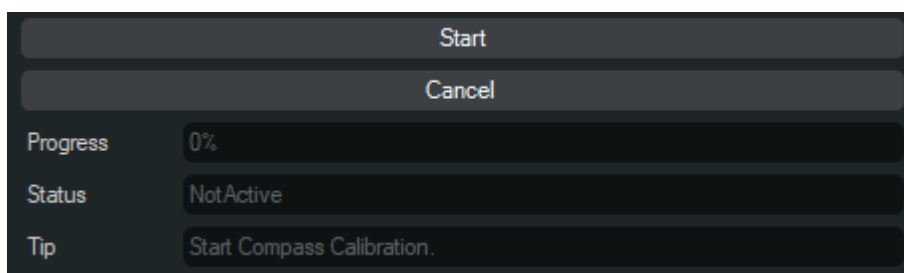 Start
Cancel
Progress 0%
Status NotActive
Tip Start Compass Calibration.